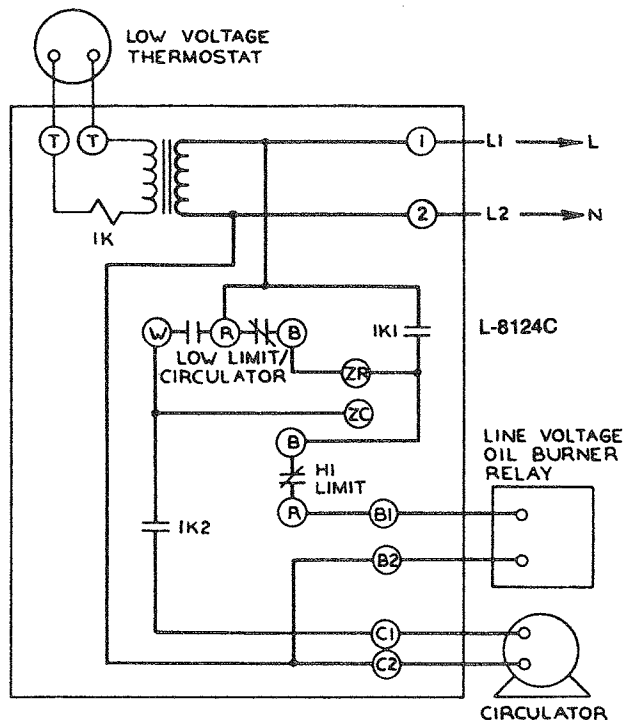 LOW VOLTAGE
THERMOSTAT
T T
1 L1 L
2 L2 N
1K
W R B
1K1
L-8124C
LOW LIMIT/
CIRCULATOR
ZR
ZC
B
HI
LIMIT
R
B1
LINE VOLTAGE
OIL BURNER
RELAY
1K2
B2
C1
C2
CIRCULATOR